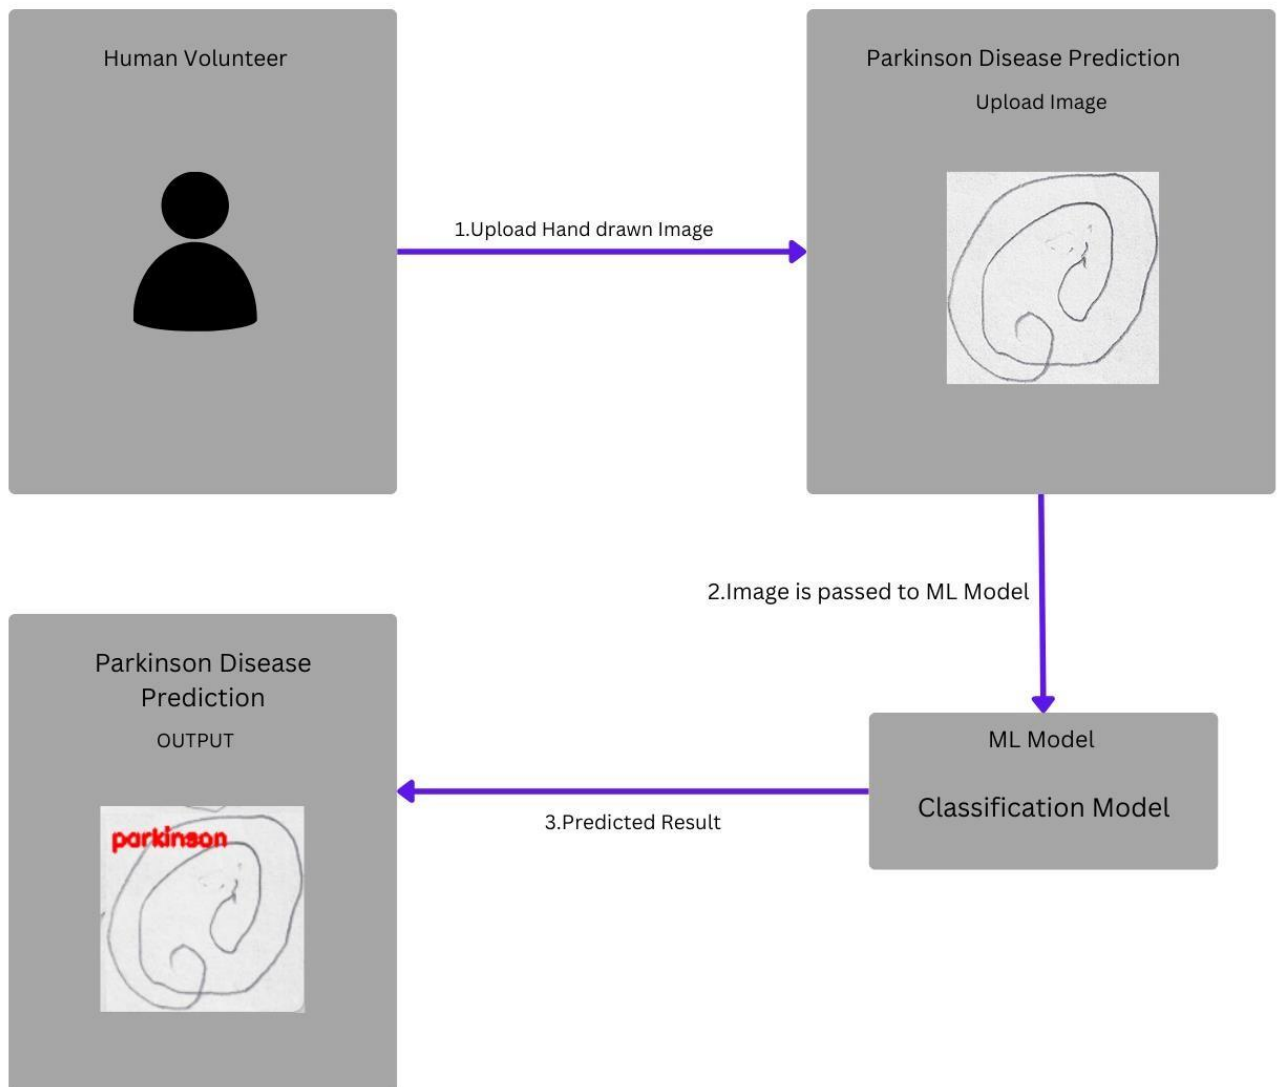 Human Volunteer
Parkinson Disease Prediction
Upload Image
1.Upload Hand drawn Image
2.Image is passed to ML Model
Parkinson Disease
Prediction
OUTPUT
parkinson
ML Model
Classification Model
3.Predicted Result